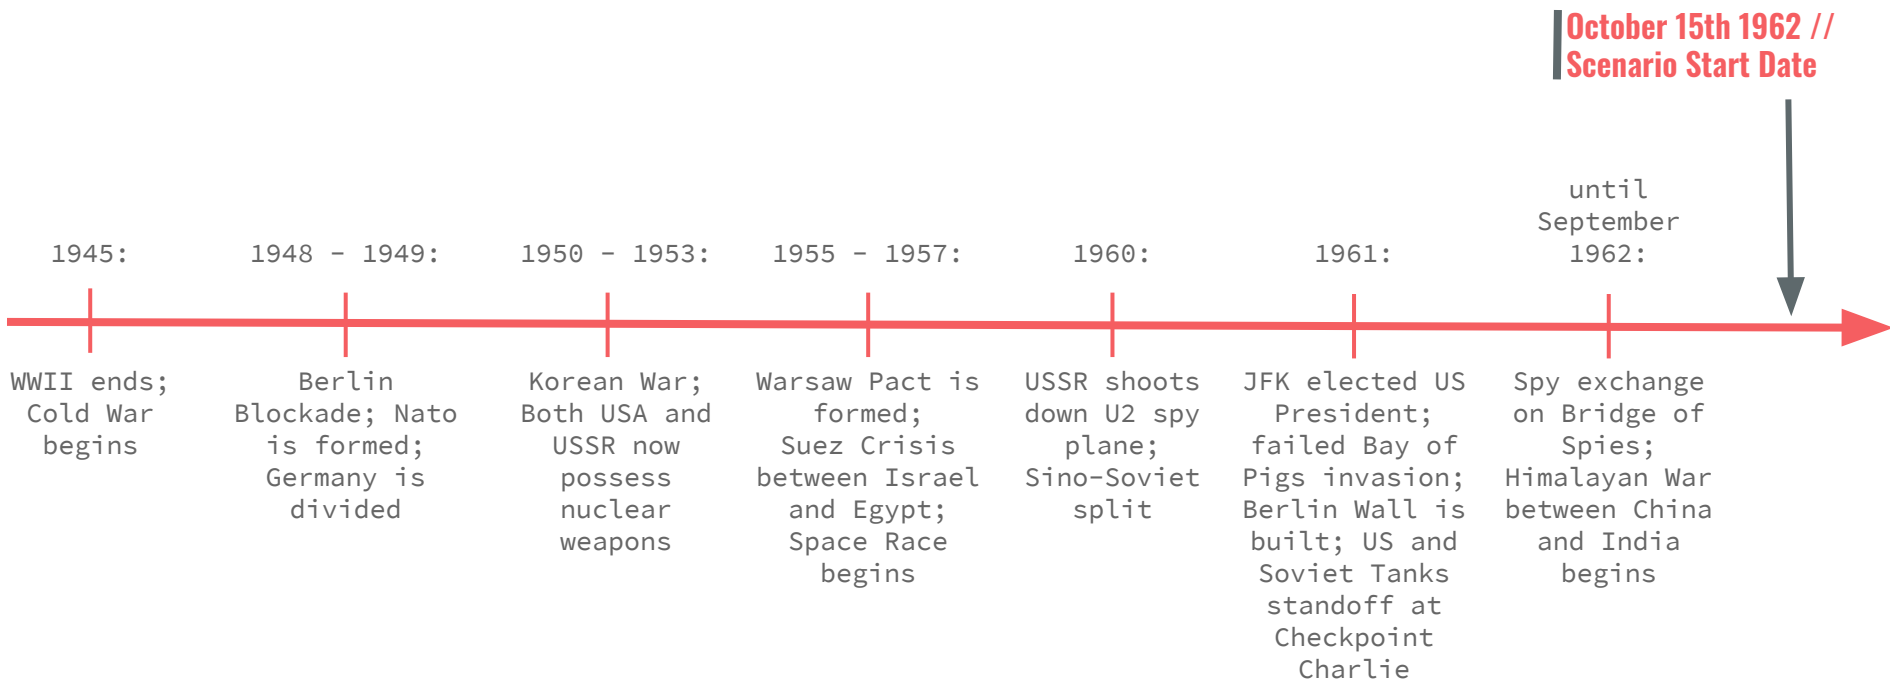 October 15th 1962 //
Scenario Start Date
1945:
WWII ends;
Cold War
begins
1948 – 1949:
Berlin
Blockade; Nato
is formed;
Germany is
divided
1950 – 1953:
Korean War;
Both USA and
USSR now
possess
nuclear
weapons
1955 – 1957:
Warsaw Pact is
formed;
Suez Crisis
between Israel
and Egypt;
Space Race
begins
1960:
USSR shoots
down U2 spy
plane;
Sino–Soviet
split
1961:
JFK elected US
President;
failed Bay of
Pigs invasion;
Berlin Wall is
built; US and
Soviet Tanks
standoff at
Checkpoint
Charlie
until
September
1962:
Spy exchange
on Bridge of
Spies;
Himalayan War
between China
and India
begins